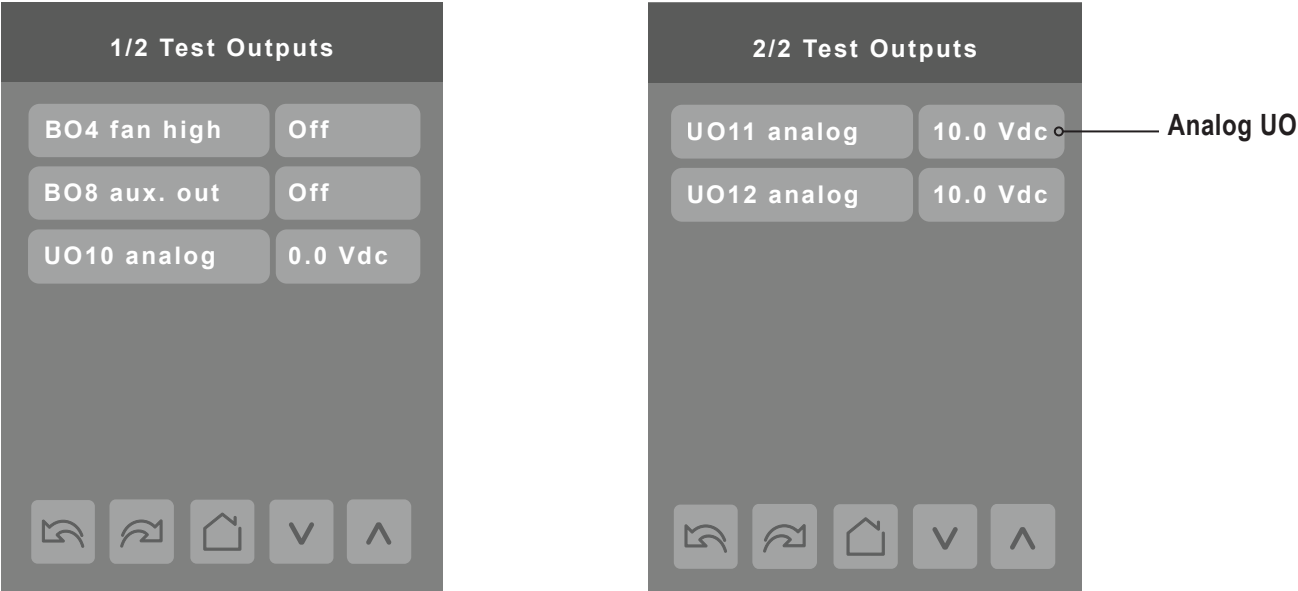 1/2 Test Outputs
BO4 fan high Off
BO8 aux. out Off
UO10 analog 0.0 Vdc
2/2 Test Outputs
UO11 analog 10.0 Vdc
Analog UO
UO12 analog 10.0 Vdc